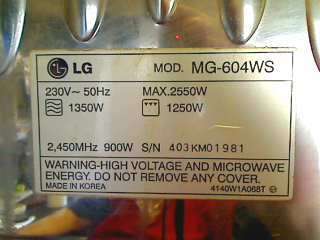 LG MOD. MG-604WS
230V~ 50Hz MAX.2550W
1350W 1250W
2,450MHz 900W S/N 403KM01981
WARNING-HIGH VOLTAGE AND MICROWAVE
ENERGY. DO NOT REMOVE ANY COVER.
MADE IN KOREA 4140W1A068T